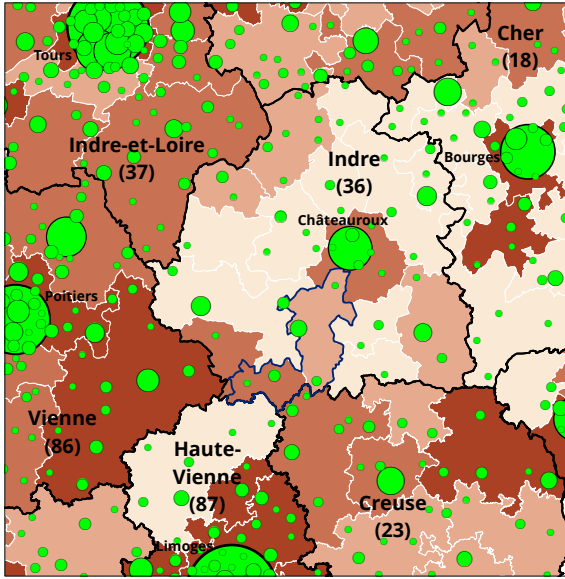 Cher
(18)
Tours
Indre-et-Loire
(37)
Indre
(36)
Bourges
Châteauroux
Poitiers
Vienne
(86)
Haute-
Vienne
(87)
Creuse
(23)
Limoges